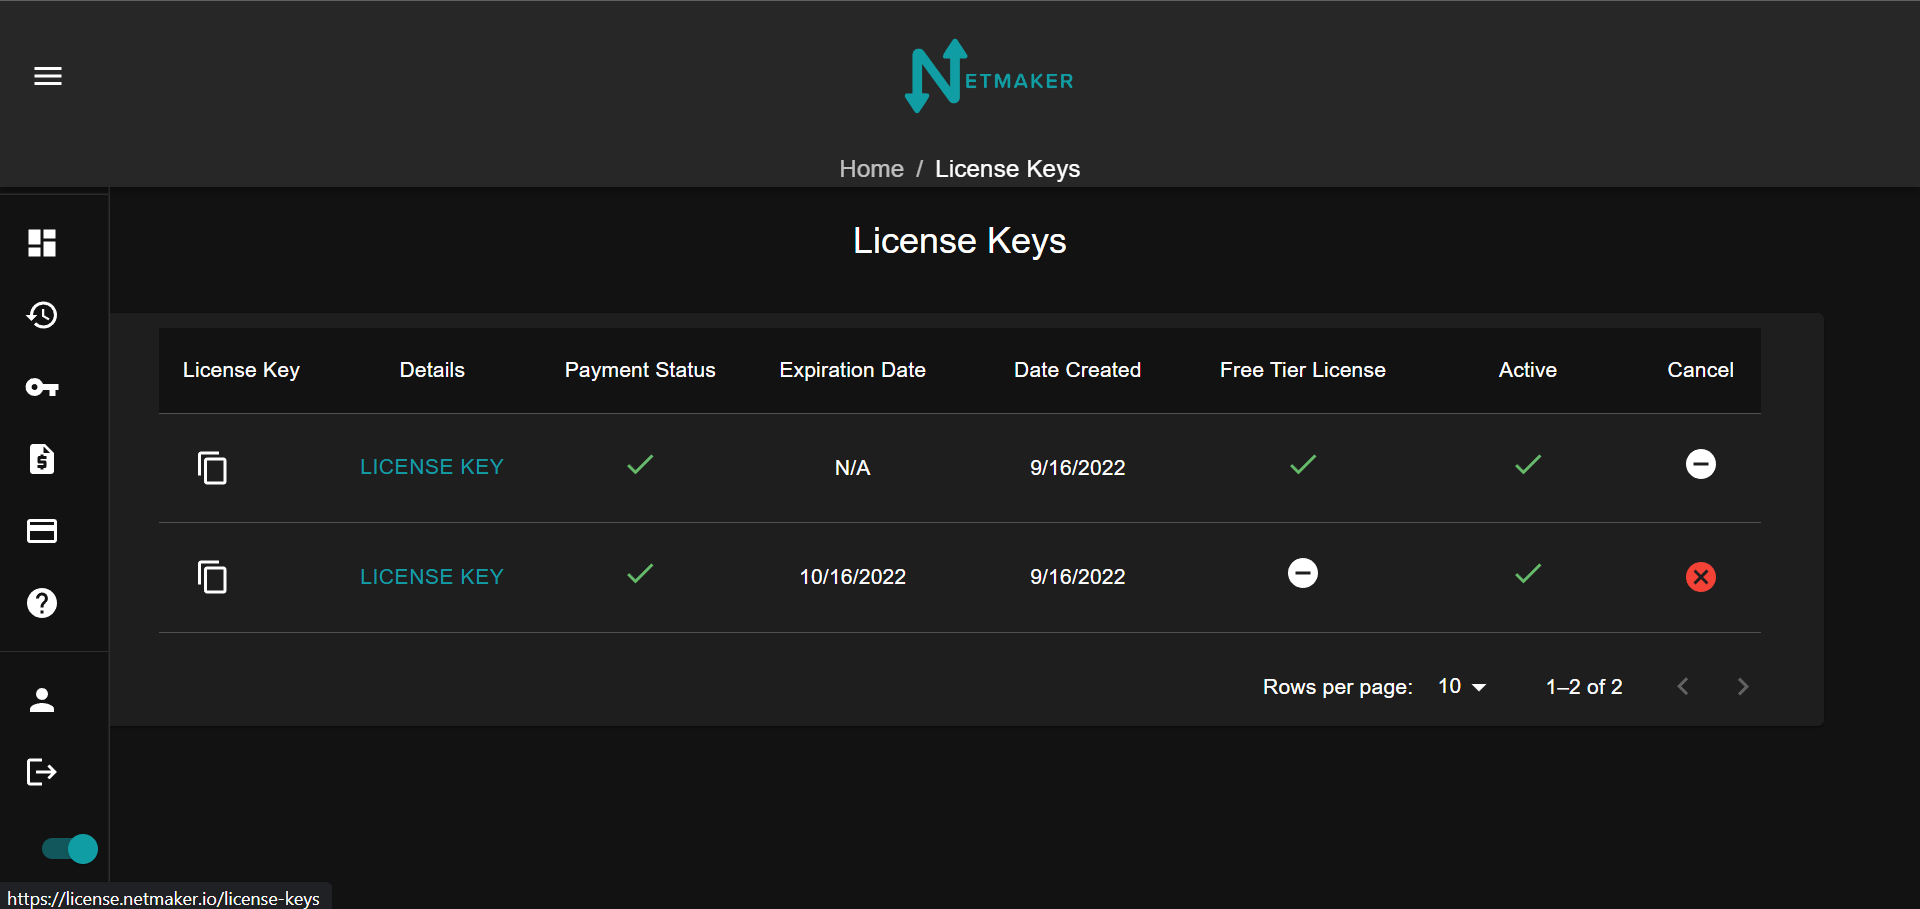 NETMAKER
Home / License Keys
License Keys
License Key Details Payment Status Expiration Date Date Created Free Tier License Active Cancel
LICENSE KEY N/A 9/16/2022
LICENSE KEY 10/16/2022 9/16/2022
Rows per page: 10 1–2 of 2
https://license.netmaker.io/license-keys